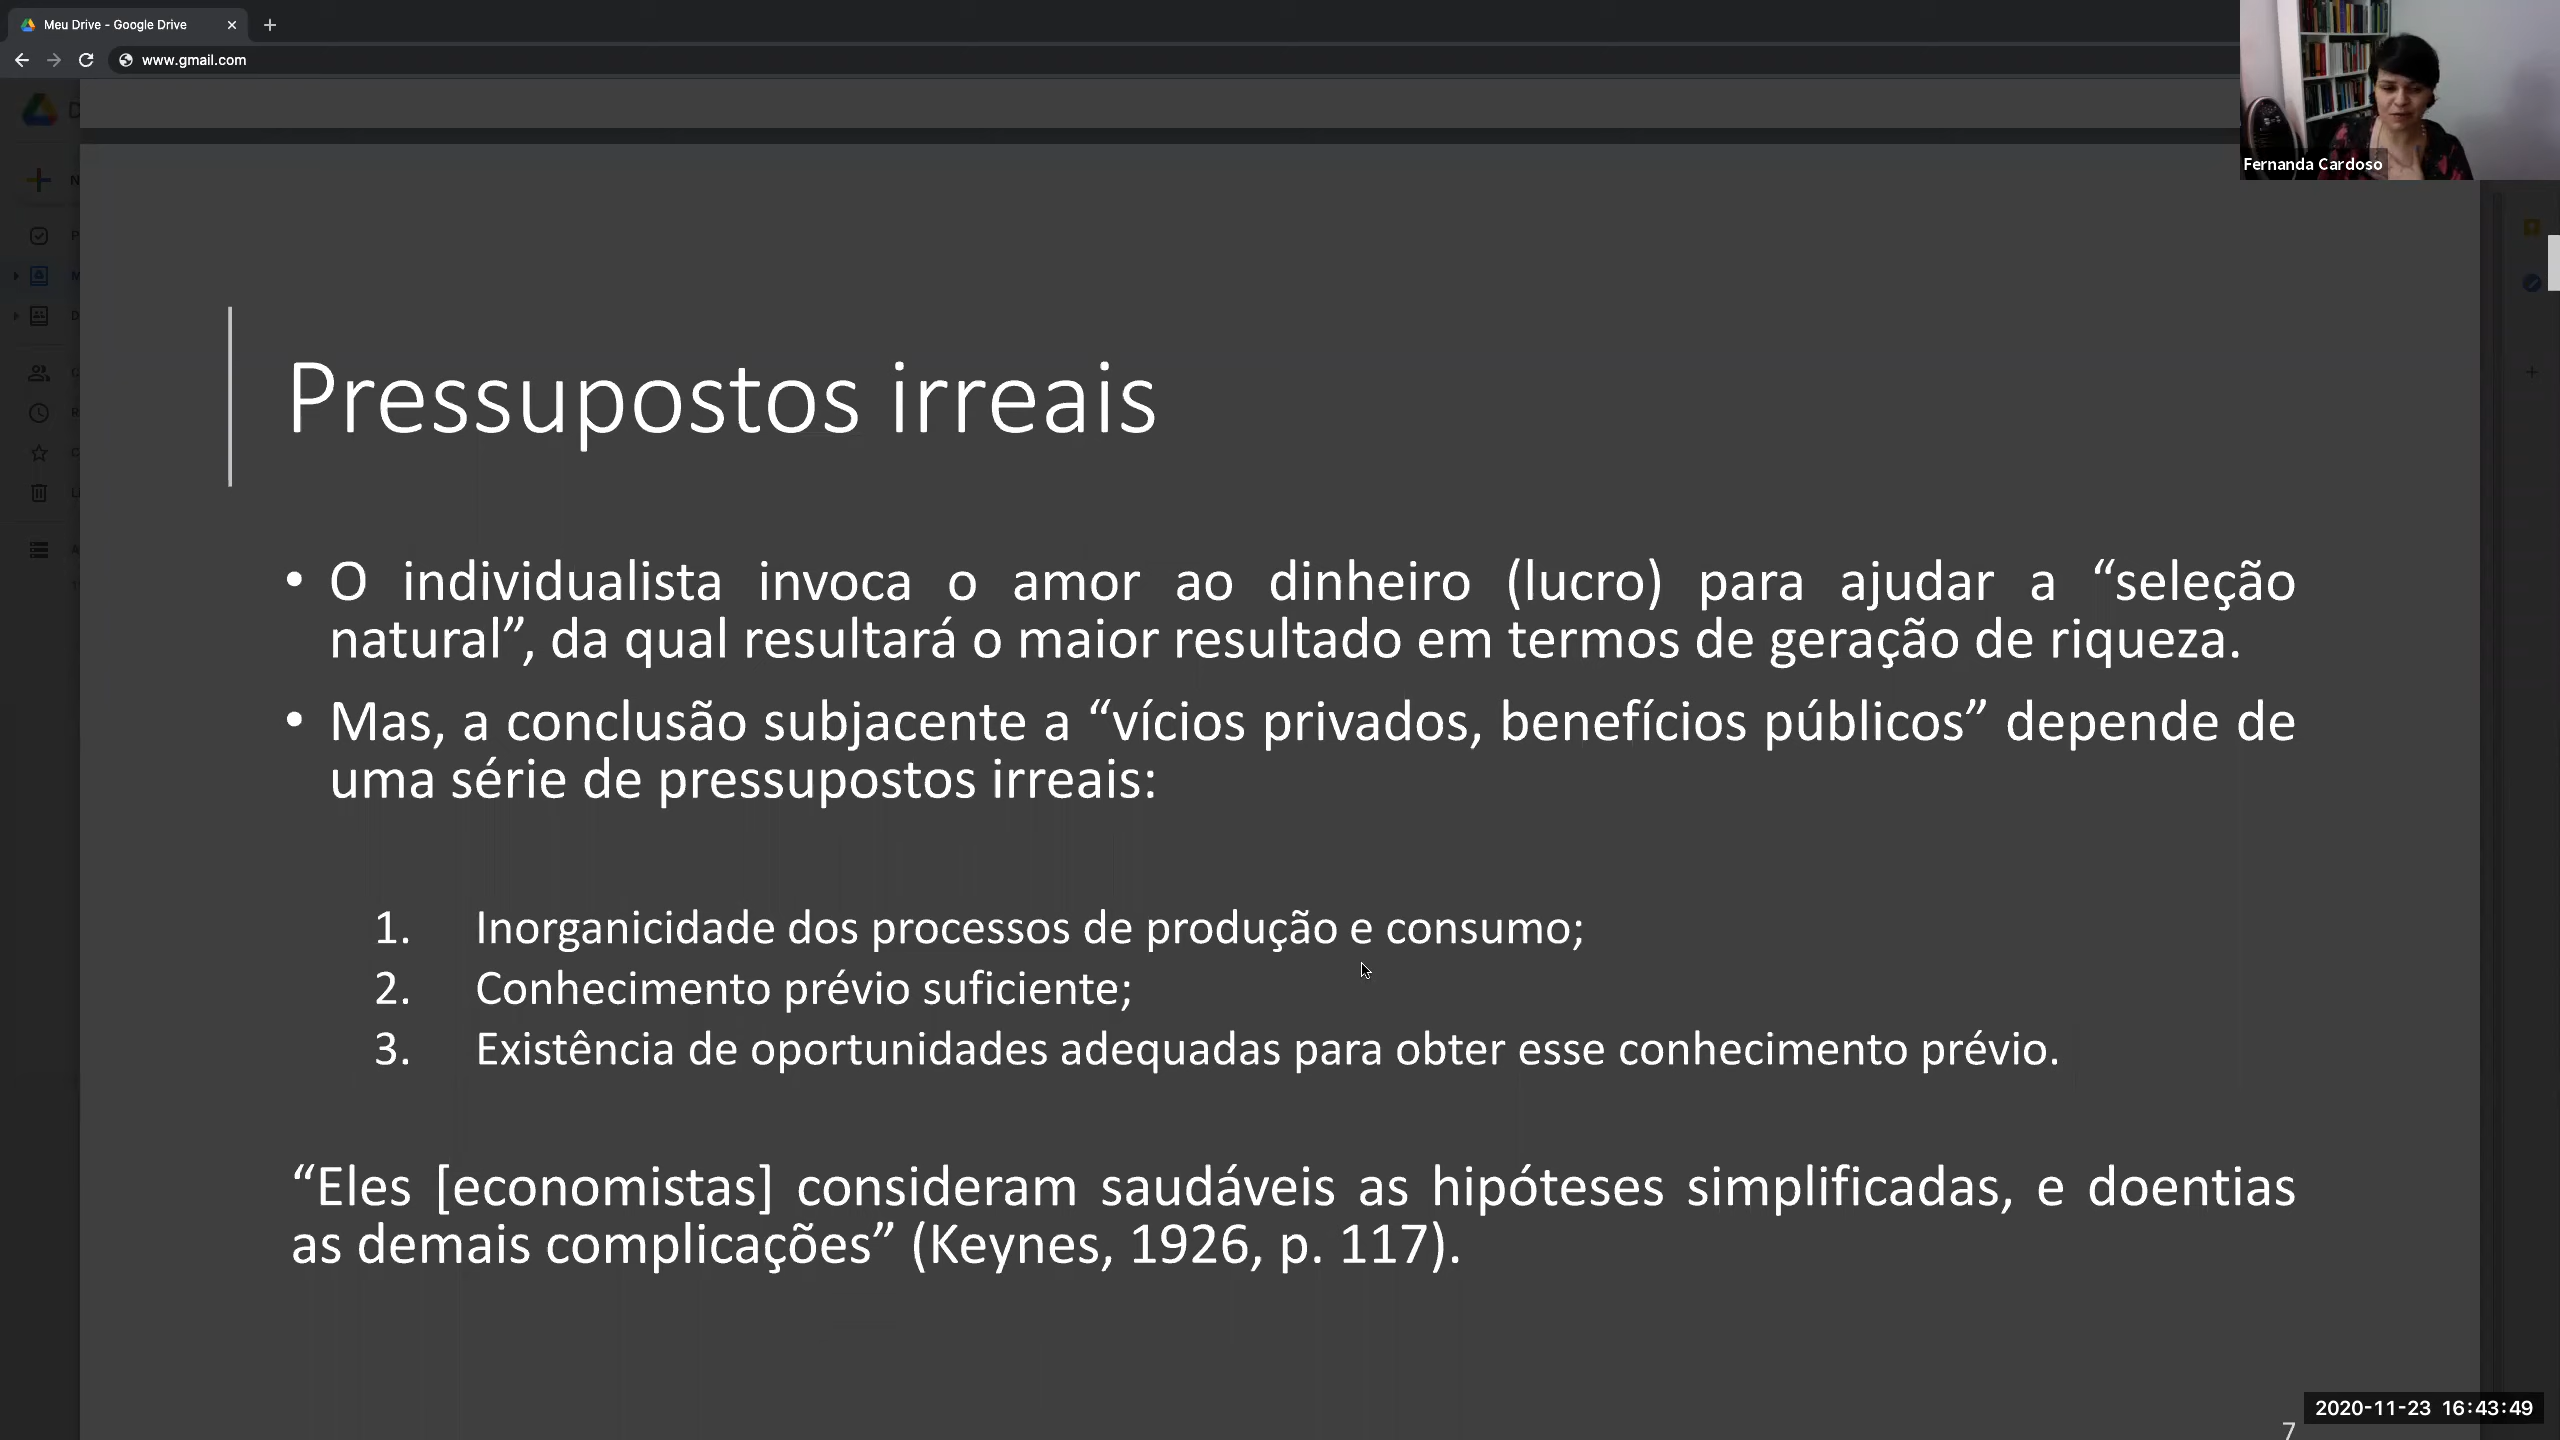 Meu Drive - Google Drive
www.gmail.com
Fernanda Cardoso
Pressupostos irreais
• O individualista invoca o amor ao dinheiro (lucro) para ajudar a “seleção
natural”, da qual resultará o maior resultado em termos de geração de riqueza.
• Mas, a conclusão subjacente a “vícios privados, benefícios públicos” depende de
uma série de pressupostos irreais:
1. Inorganicidade dos processos de produção e consumo;
2. Conhecimento prévio suficiente;
3. Existência de oportunidades adequadas para obter esse conhecimento prévio.
“Eles [economistas] consideram saudáveis as hipóteses simplificadas, e doentias
as demais complicações” (Keynes, 1926, p. 117).
2020-11-23 16:43:49
7